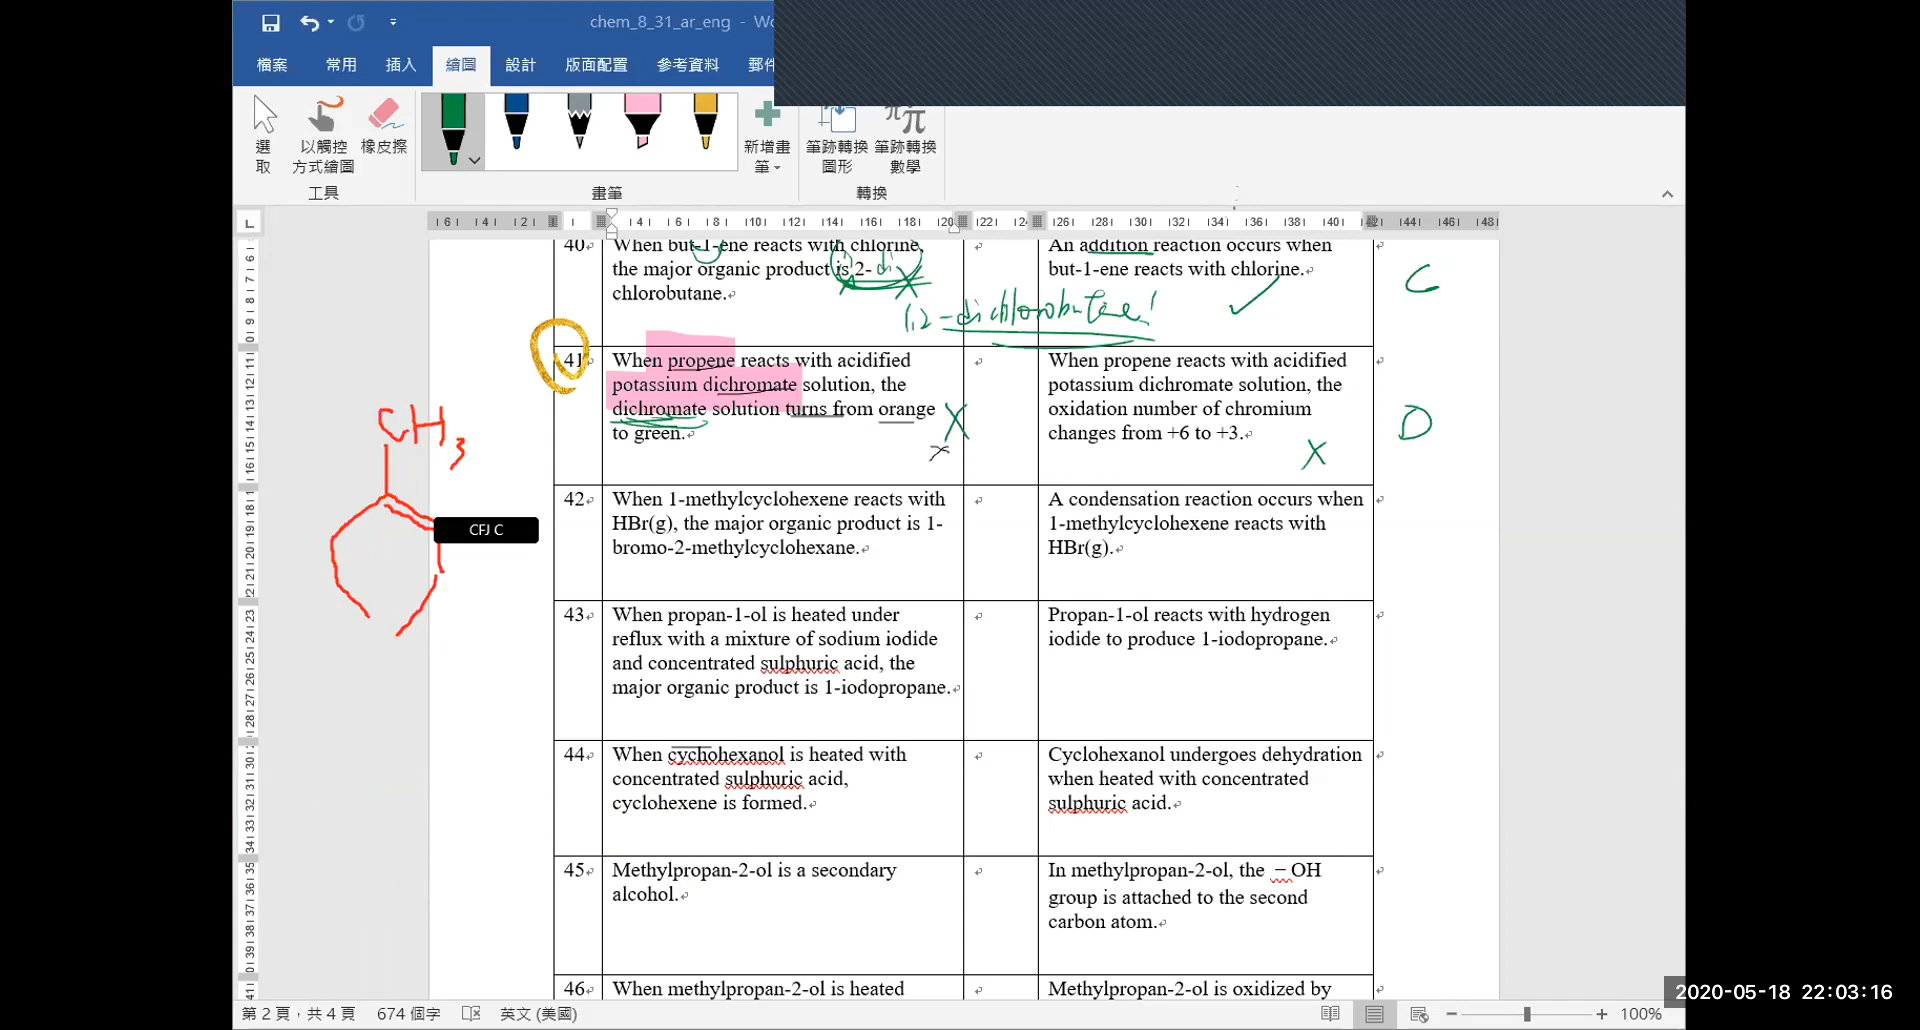 chem_8_31_ar_eng - Wo
檔案 常用 插入 繪圖 設計 版面配置 參考資料 郵件
選取 以觸控方式繪圖 橡皮擦 新增畫筆 筆跡轉換圖形 筆跡轉換數學
工具 畫筆 轉換
40 When but-1-ene reacts with chlorine,
the major organic product is 2-
chlorobutane.
An addition reaction occurs when
but-1-ene reacts with chlorine.
C
di
1,2-dichlorobutane!
41 When propene reacts with acidified
potassium dichromate solution, the
dichromate solution turns from orange
to green.
X
When propene reacts with acidified
potassium dichromate solution, the
oxidation number of chromium
changes from +6 to +3.
X
D
CH3
CFJ C
42 When 1-methylcyclohexene reacts with
HBr(g), the major organic product is 1-
bromo-2-methylcyclohexane.
A condensation reaction occurs when
1-methylcyclohexene reacts with
HBr(g).
43 When propan-1-ol is heated under
reflux with a mixture of sodium iodide
and concentrated sulphuric acid, the
major organic product is 1-iodopropane.
Propan-1-ol reacts with hydrogen
iodide to produce 1-iodopropane.
44 When cychohexanol is heated with
concentrated sulphuric acid,
cyclohexene is formed.
Cyclohexanol undergoes dehydration
when heated with concentrated
sulphuric acid.
45 Methylpropan-2-ol is a secondary
alcohol.
In methylpropan-2-ol, the －OH
group is attached to the second
carbon atom.
46 When methylpropan-2-ol is heated
Methylpropan-2-ol is oxidized by
2020-05-18 22:03:16
第 2 頁，共 4 頁 674 個字 英文 (美國) 100%